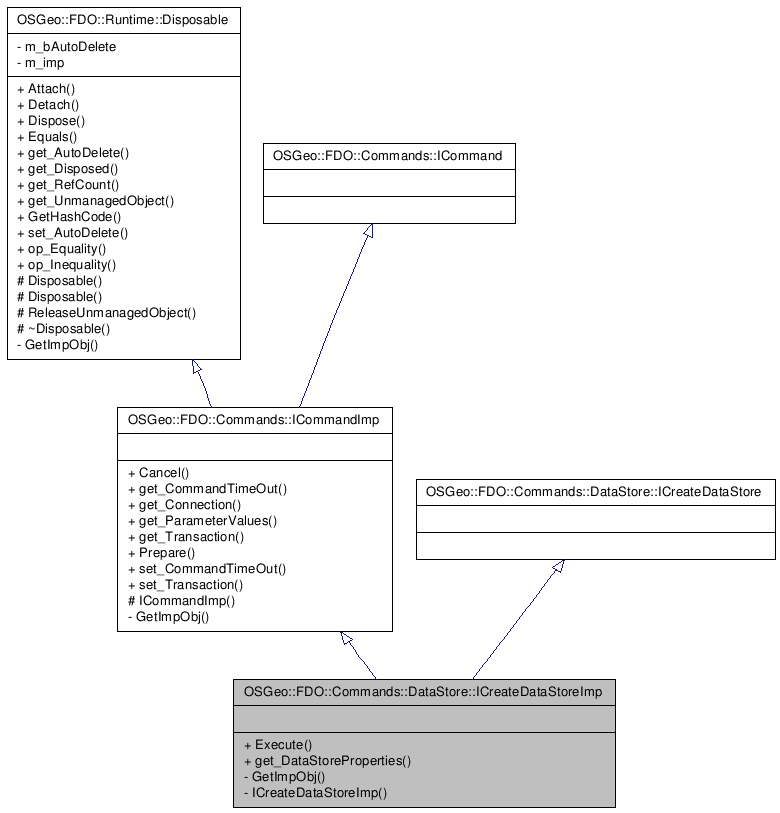 OSGeo::FDO::Runtime::Disposable
- m_bAutoDelete
- m_imp
+ Attach()
+ Detach()
+ Dispose()
+ Equals()
+ get_AutoDelete()
+ get_Disposed()
+ get_RefCount()
+ get_UnmanagedObject()
+ GetHashCode()
+ set_AutoDelete()
+ op_Equality()
+ op_Inequality()
# Disposable()
# Disposable()
# ReleaseUnmanagedObject()
# ~Disposable()
- GetImpObj()
OSGeo::FDO::Commands::ICommand
OSGeo::FDO::Commands::ICommandImp
+ Cancel()
+ get_CommandTimeOut()
+ get_Connection()
+ get_ParameterValues()
+ get_Transaction()
+ Prepare()
+ set_CommandTimeOut()
+ set_Transaction()
# ICommandImp()
- GetImpObj()
OSGeo::FDO::Commands::DataStore::ICreateDataStore
OSGeo::FDO::Commands::DataStore::ICreateDataStoreImp
+ Execute()
+ get_DataStoreProperties()
- GetImpObj()
- ICreateDataStoreImp()